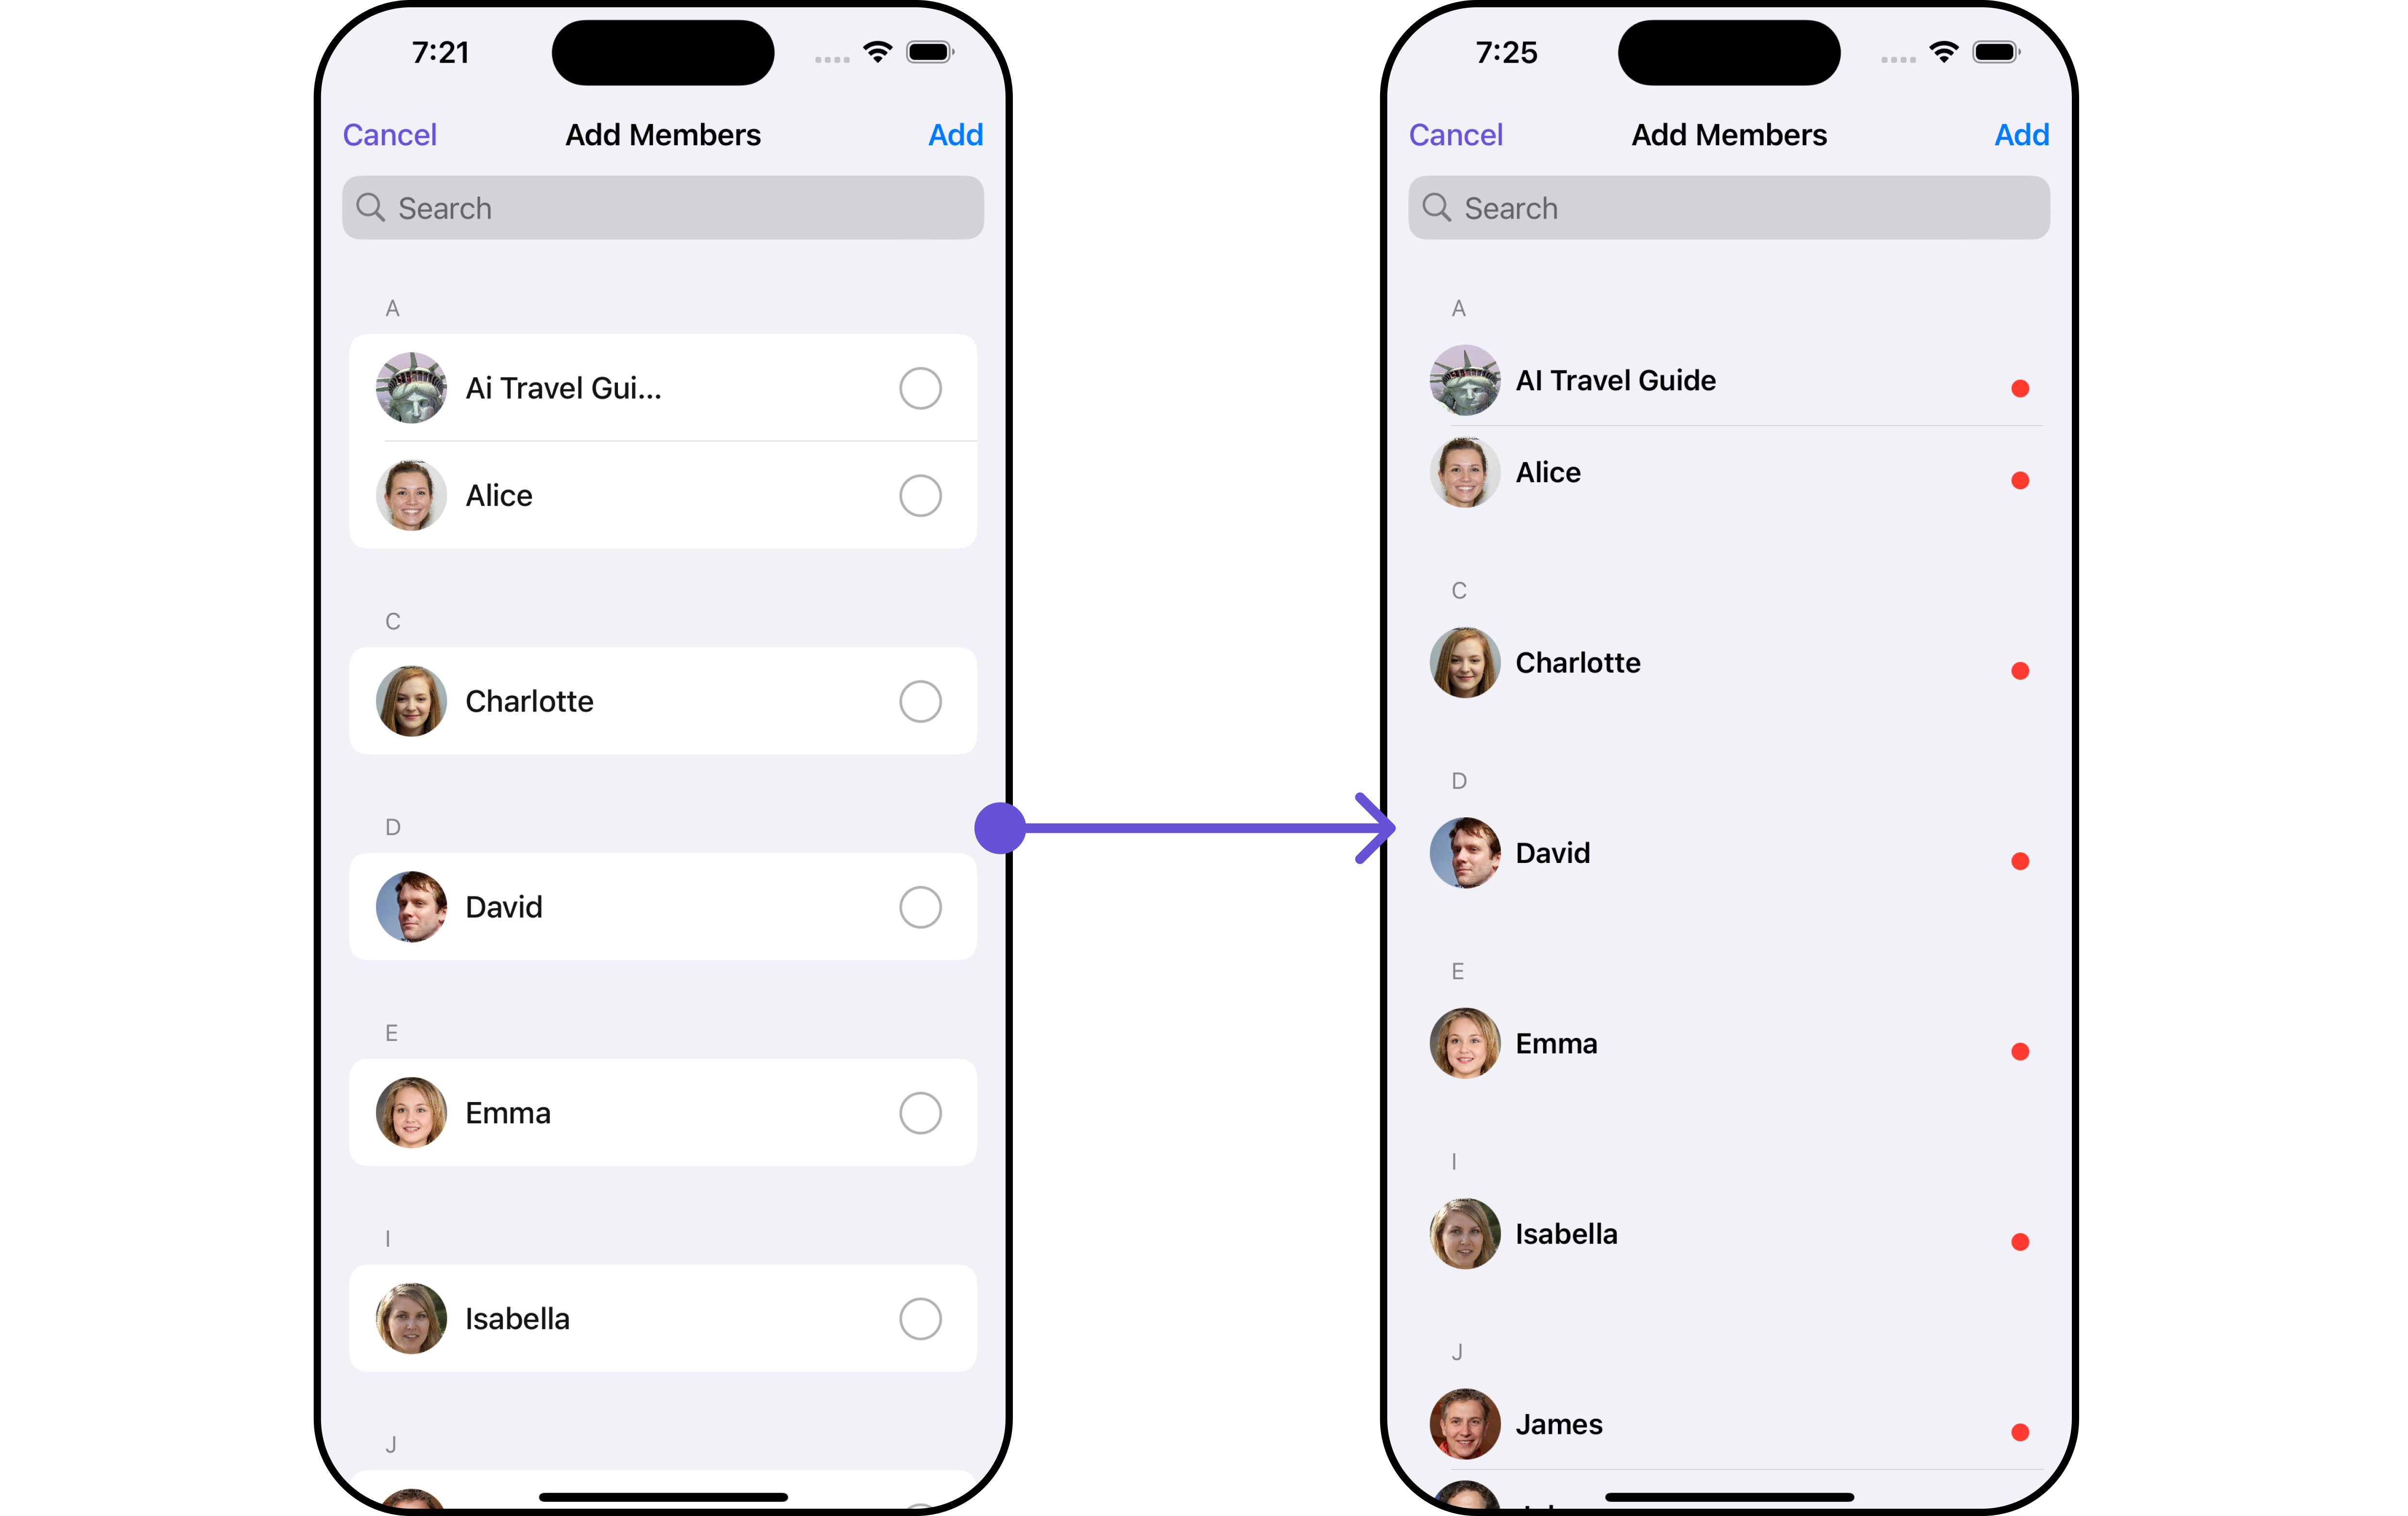 7:21
Cancel
Add Members
Add
Search
A
Ai Travel Gui...
Alice
C
Charlotte
D
David
E
Emma
I
Isabella
J
7:25
Cancel
Add Members
Add
Search
A
AI Travel Guide
Alice
C
Charlotte
D
David
E
Emma
I
Isabella
J
James